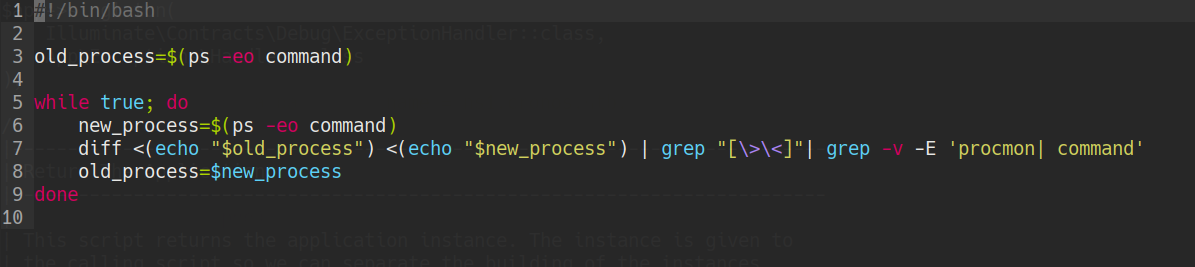 1 #!/bin/bash
2 Illuminate\Contracts\Debug\ExceptionHandler::class,
3 old_process=$(ps -eo command)
4
5 while true; do
6     new_process=$(ps -eo command)
7     diff <(echo "$old_process") <(echo "$new_process") | grep "[\>\<]"| grep -v -E 'procmon| command'
8     old_process=$new_process
9 done
10
| This script returns the application instance. The instance is given to
| the calling script so we can separate the building of the instances